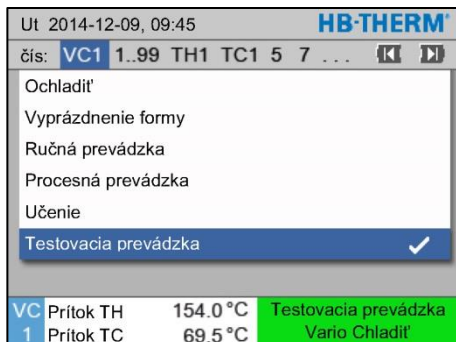 Ut 2014-12-09, 09:45 HB-THERM®
čís: VC1 1..99 TH1 TC1 5 7 ...
Ochladiť
Vyprázdnenie formy
Ručná prevádzka
Procesná prevádzka
Učenie
Testovacia prevádzka
VC Prítok TH 154.0 °C Testovacia prevádzka
1 Prítok TC 69.5 °C Vario Chladiť